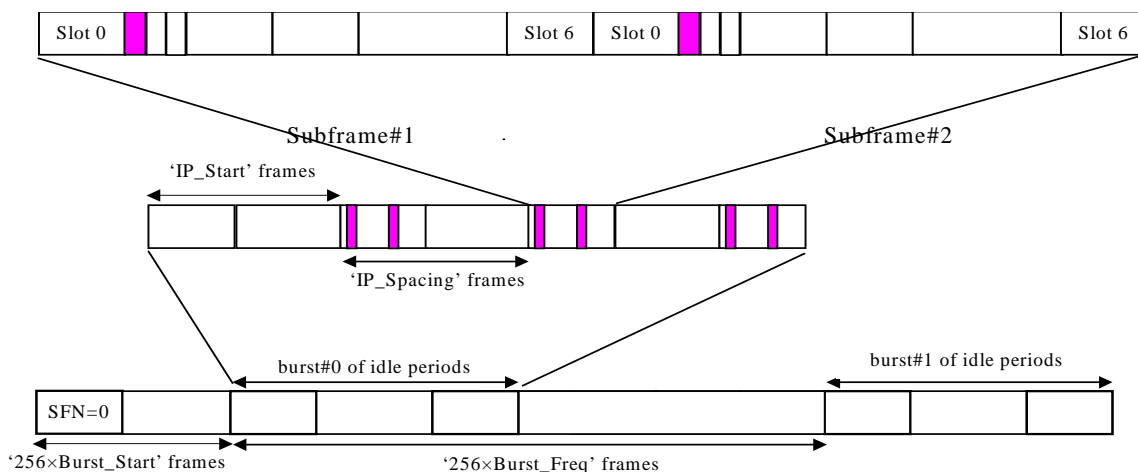 Slot 0
Slot 6
Slot 0
Slot 6
Subframe#1
Subframe#2
‘IP_Start’ frames
‘IP_Spacing’ frames
burst#0 of idle periods
burst#1 of idle periods
SFN=0
‘256×Burst_Start’ frames
‘256×Burst_Freq’ frames